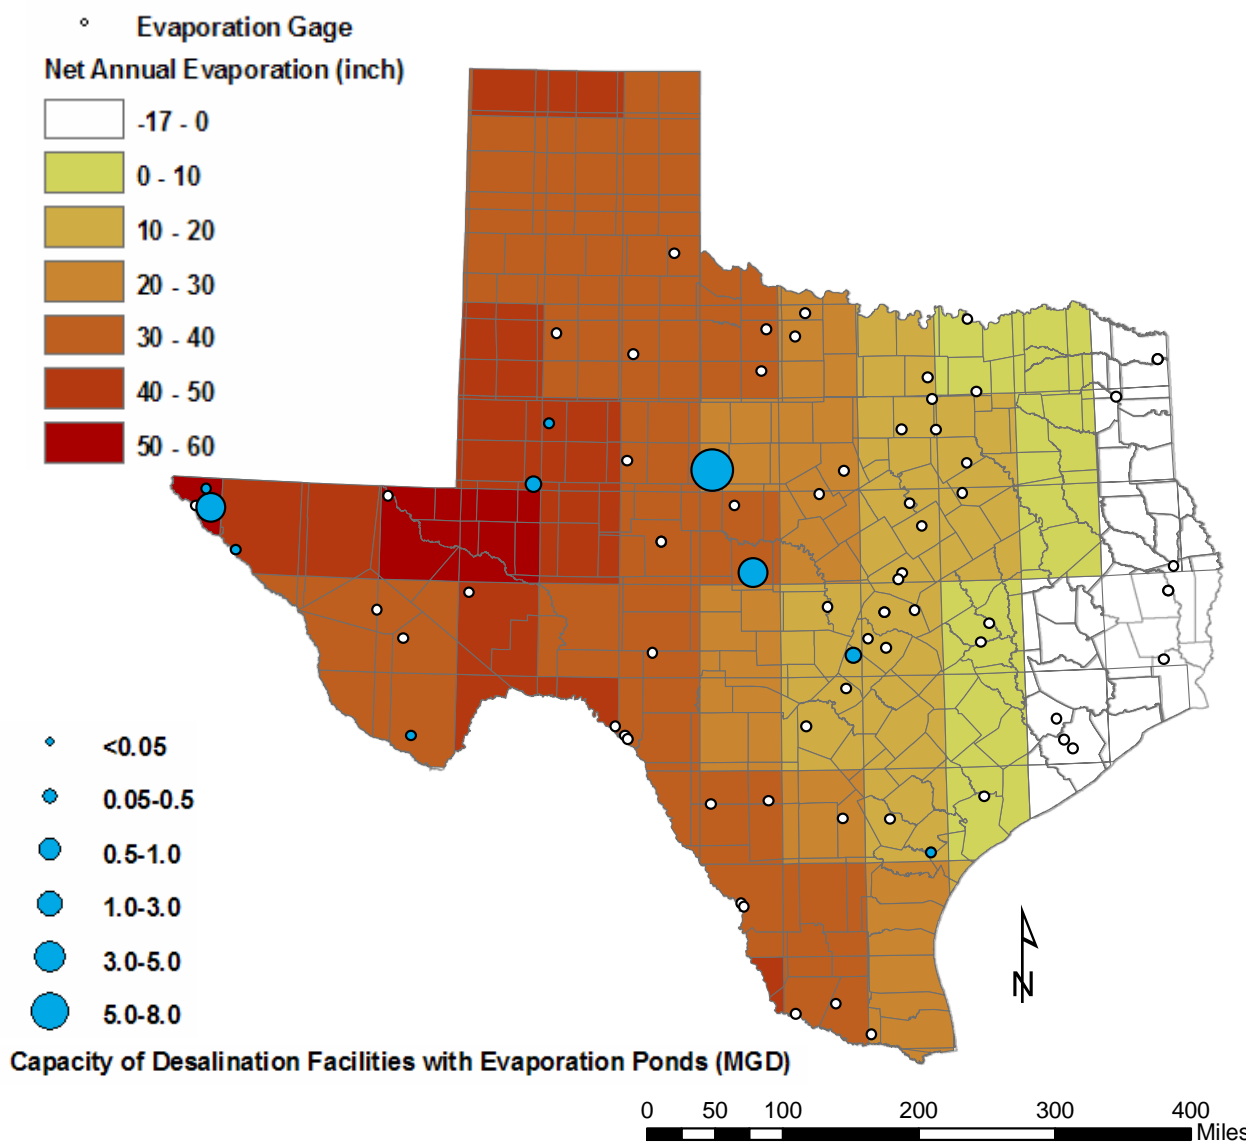 Evaporation Gage
Net Annual Evaporation (inch)
-17 - 0
0 - 10
10 - 20
20 - 30
30 - 40
40 - 50
50 - 60
<0.05
0.05-0.5
0.5-1.0
1.0-3.0
3.0-5.0
5.0-8.0
Capacity of Desalination Facilities with Evaporation Ponds (MGD)
N
0 50 100 200 300 400
Miles